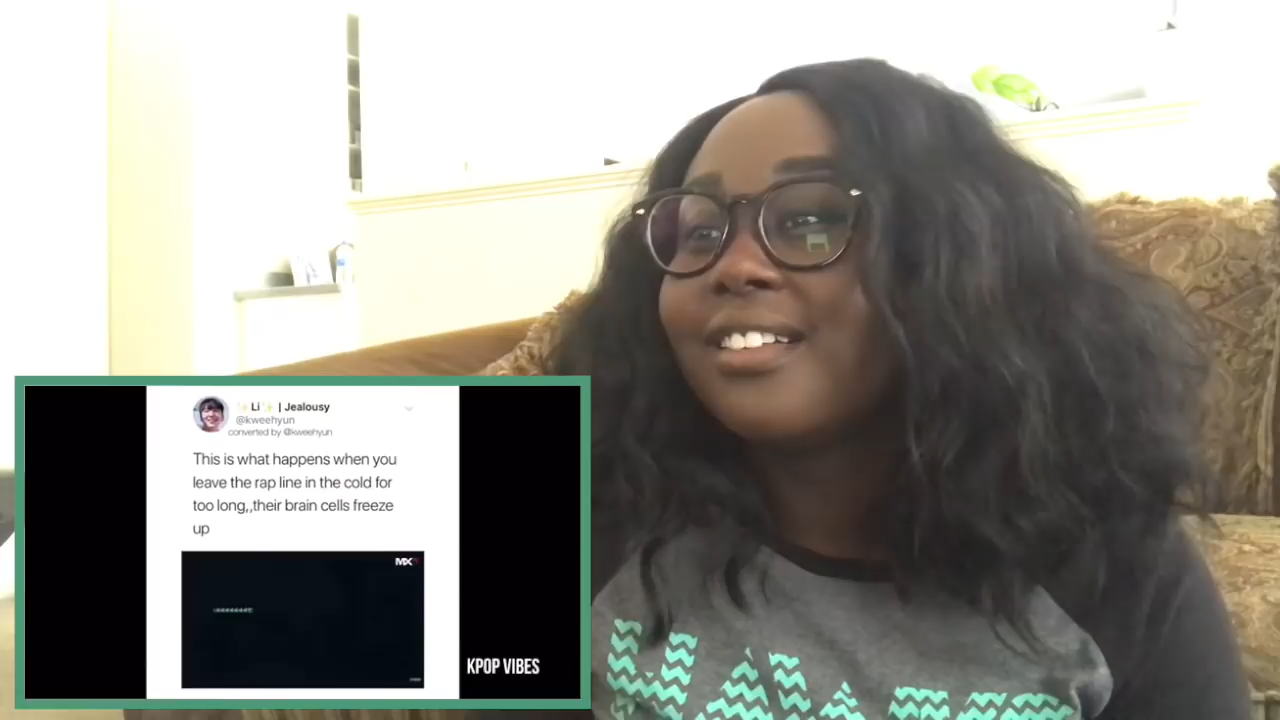 Li | Jealousy
@kweehyun
converted by @kweehyun
This is what happens when you
leave the rap line in the cold for
too long,,their brain cells freeze
up
MX
KPOP VIBES